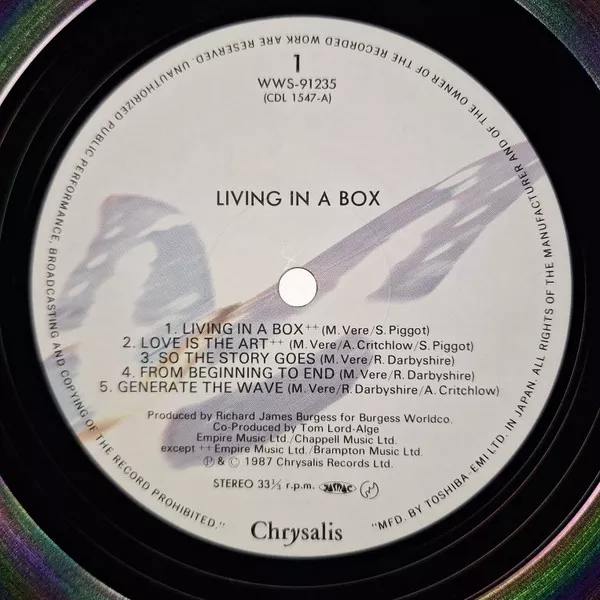 1
WWS-91235
(CDL 1547-A)
LIVING IN A BOX
1. LIVING IN A BOX++ (M. Vere/S. Piggot)
2. LOVE IS THE ART++ (M. Vere/A. Critchlow/S. Piggot)
3. SO THE STORY GOES (M. Vere/R. Darbyshire)
4. FROM BEGINNING TO END (M. Vere/R. Darbyshire)
5. GENERATE THE WAVE (M. Vere/R. Darbyshire/A. Critchlow)
Produced by Richard James Burgess for Burgess Worldco.
Co-Produced by Tom Lord-Alge
Empire Music Ltd./Chappell Music Ltd.
except ++Empire Music Ltd./Brampton Music Ltd.
℗ & © 1987 Chrysalis Records Ltd.
STEREO 33⅓ r.p.m. JASRAC
Chrysalis
"MFD. BY TOSHIBA-EMI LTD. IN JAPAN. ALL RIGHTS OF THE MANUFACTURER AND OF THE OWNER OF THE RECORDED WORK ARE RESERVED. UNAUTHORIZED PUBLIC PERFORMANCE, BROADCASTING AND COPYING OF THE RECORD PROHIBITED."